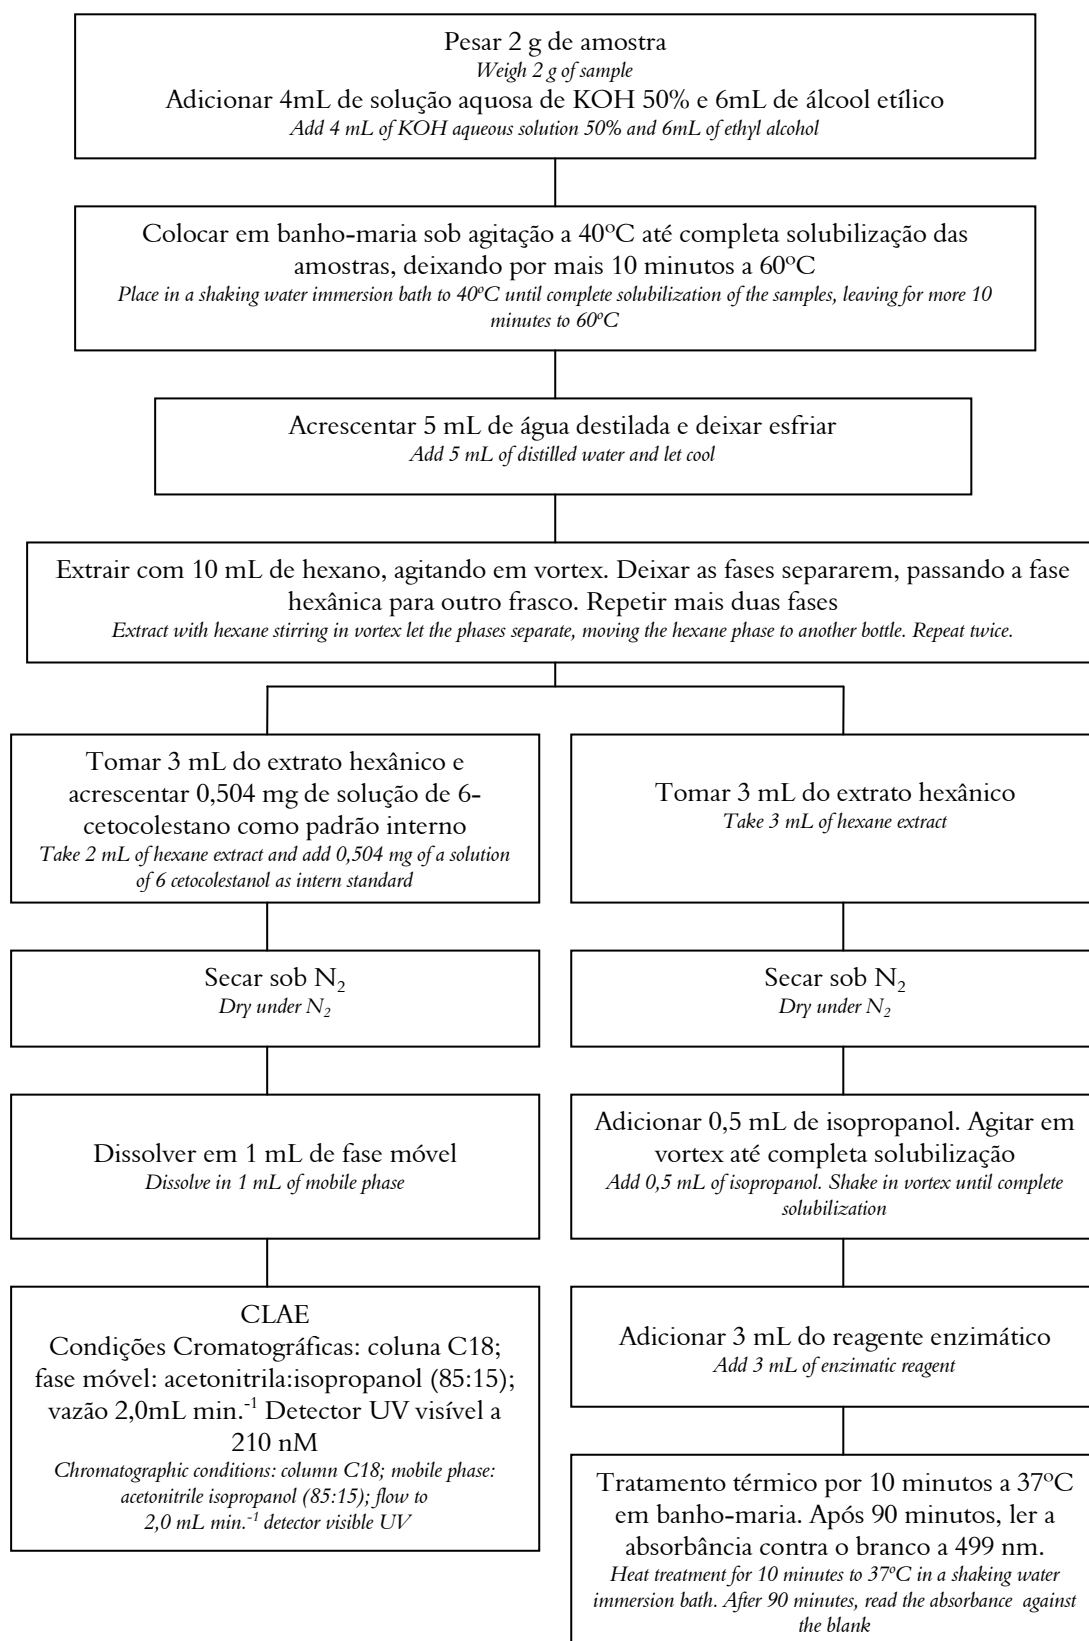 Pesar 2 g de amostra
Weigh 2 g of sample
Adicionar 4mL de solução aquosa de KOH 50% e 6mL de álcool etílico
Add 4 mL of KOH aqueous solution 50% and 6mL of ethyl alcohol
Colocar em banho-maria sob agitação a 40ºC até completa solubilização das
amostras, deixando por mais 10 minutos a 60ºC
Place in a shaking water immersion bath to 40ºC until complete solubilization of the samples, leaving for more 10
minutes to 60ºC
Acrescentar 5 mL de água destilada e deixar esfriar
Add 5 mL of distilled water and let cool
Extrair com 10 mL de hexano, agitando em vortex. Deixar as fases separarem, passando a fase
hexânica para outro frasco. Repetir mais duas fases
Extract with hexane stirring in vortex let the phases separate, moving the hexane phase to another bottle. Repeat twice.
Tomar 3 mL do extrato hexânico e
acrescentar 0,504 mg de solução de 6-
cetocolestano como padrão interno
Take 2 mL of hexane extract and add 0,504 mg of a solution
of 6 cetocolestanol as intern standard
Tomar 3 mL do extrato hexânico
Take 3 mL of hexane extract
Secar sob N₂
Dry under N₂
Secar sob N₂
Dry under N₂
Dissolver em 1 mL de fase móvel
Dissolve in 1 mL of mobile phase
Adicionar 0,5 mL de isopropanol. Agitar em
vortex até completa solubilização
Add 0,5 mL of isopropanol. Shake in vortex until complete
solubilization
CLAE
Condições Cromatográficas: coluna C18;
fase móvel: acetonitrila:isopropanol (85:15);
vazão 2,0mL min.⁻¹ Detector UV visível a
210 nM
Chromatographic conditions: column C18; mobile phase:
acetonitrile isopropanol (85:15); flow to
2,0 mL min.⁻¹ detector visible UV
Adicionar 3 mL do reagente enzimático
Add 3 mL of enzimatic reagent
Tratamento térmico por 10 minutos a 37ºC
em banho-maria. Após 90 minutos, ler a
absorbância contra o branco a 499 nm.
Heat treatment for 10 minutes to 37ºC in a shaking water
immersion bath. After 90 minutes, read the absorbance against
the blank